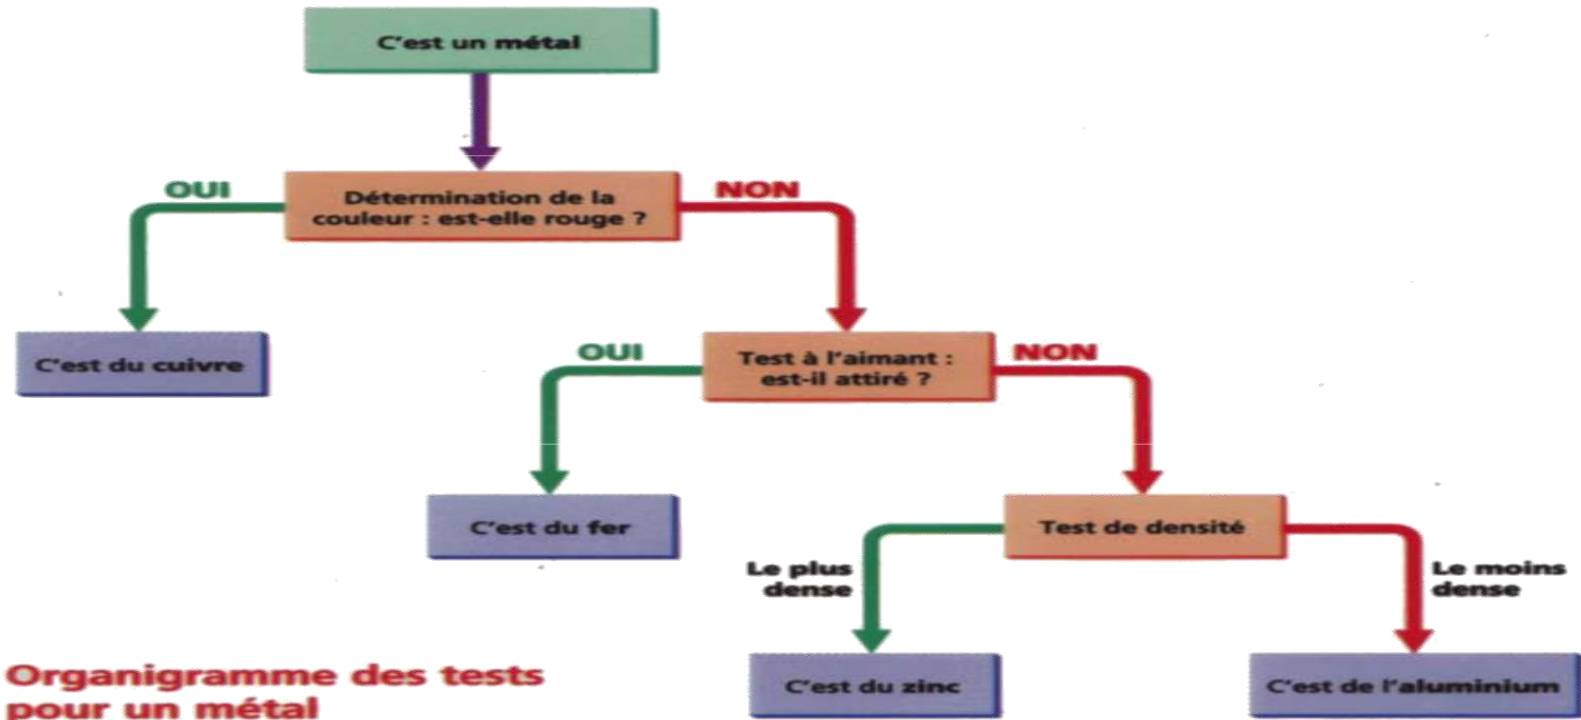 C'est un métal
OUI
Détermination de la
couleur : est-elle rouge ?
NON
C'est du cuivre
OUI
Test à l'aimant :
est-il attiré ?
NON
C'est du fer
Test de densité
Le plus
dense
Le moins
dense
C'est du zinc
C'est de l'aluminium
Organigramme des tests
pour un métal